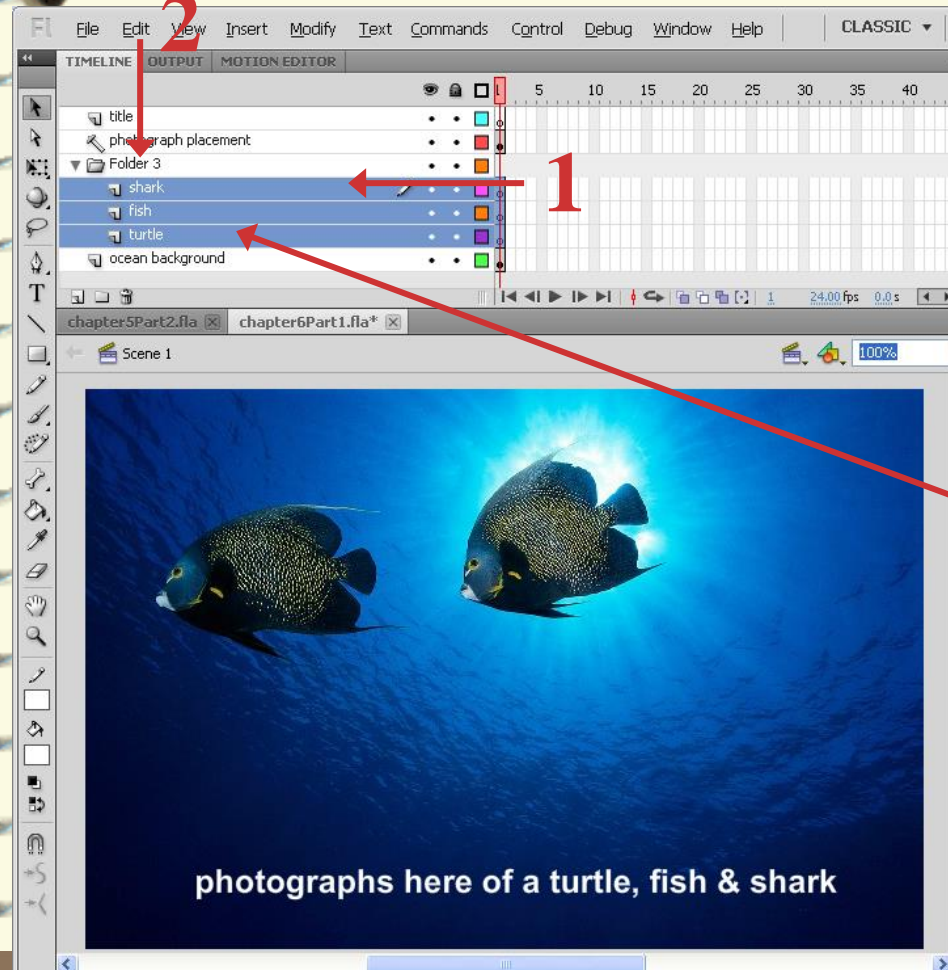 2
Fl File Edit View Insert Modify Text Commands Control Debug Window Help CLASSIC
TIMELINE OUTPUT MOTION EDITOR
1 5 10 15 20 25 30 35 40
title
photograph placement
Folder 3
shark
1
fish
turtle
ocean background
1 24.00 fps 0.0 s
chapter5Part2.fla chapter6Part1.fla*
Scene 1 100%
photographs here of a turtle, fish & shark